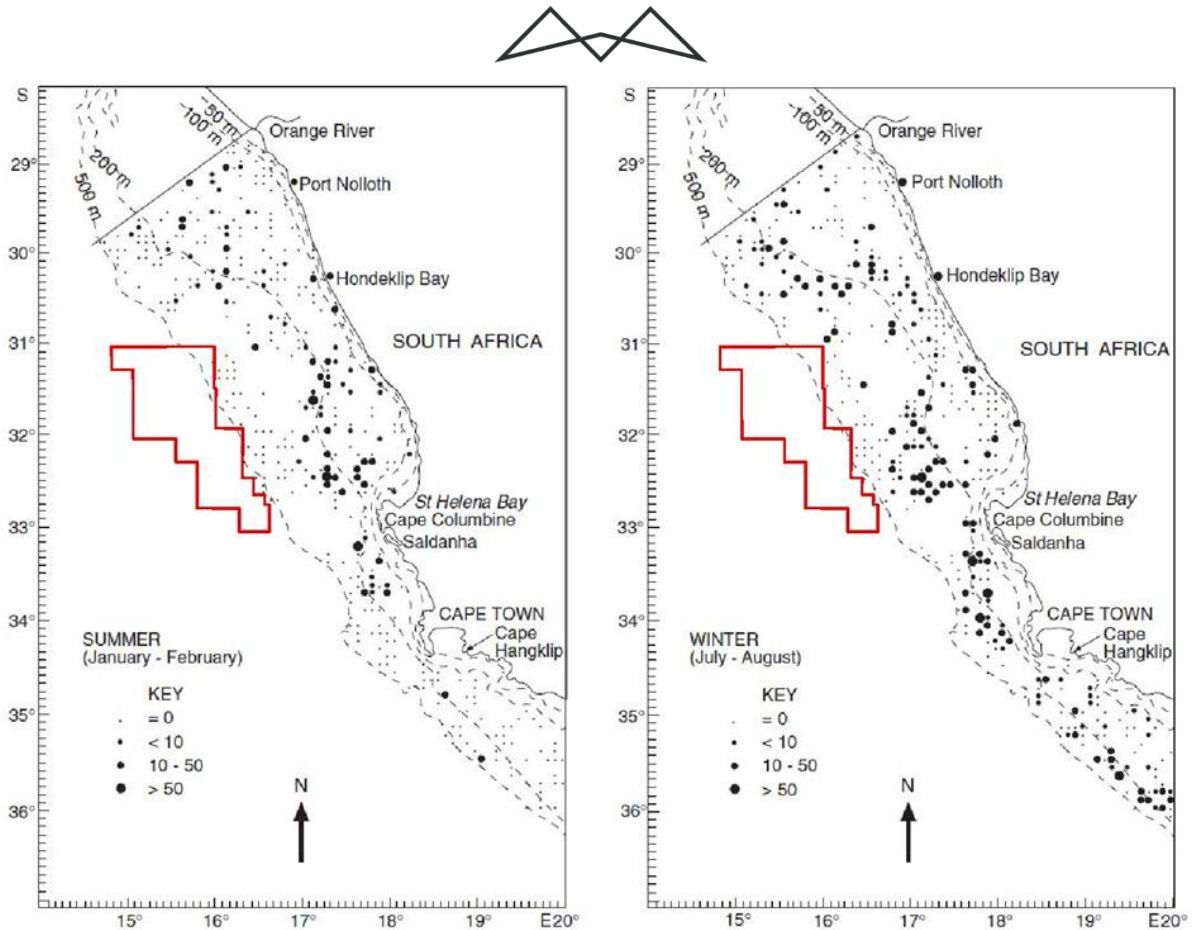 S
50 m
100 m
Orange River
29°
200 m
500 m
Port Nolloth
30°
Hondeklip Bay
31°
SOUTH AFRICA
32°
St Helena Bay
33°
Cape Columbine
Saldanha
34°
CAPE TOWN
Cape
Hangklip
SUMMER
(January - February)
KEY
= 0
< 10
10 - 50
> 50
35°
36°
N
15° 16° 17° 18° 19° E20°
S
50 m
100 m
Orange River
29°
200 m
500 m
Port Nolloth
30°
Hondeklip Bay
31°
SOUTH AFRICA
32°
St Helena Bay
33°
Cape Columbine
Saldanha
34°
CAPE TOWN
Cape
Hangklip
WINTER
(July - August)
KEY
= 0
< 10
10 - 50
> 50
35°
36°
N
15° 16° 17° 18° 19° E20°